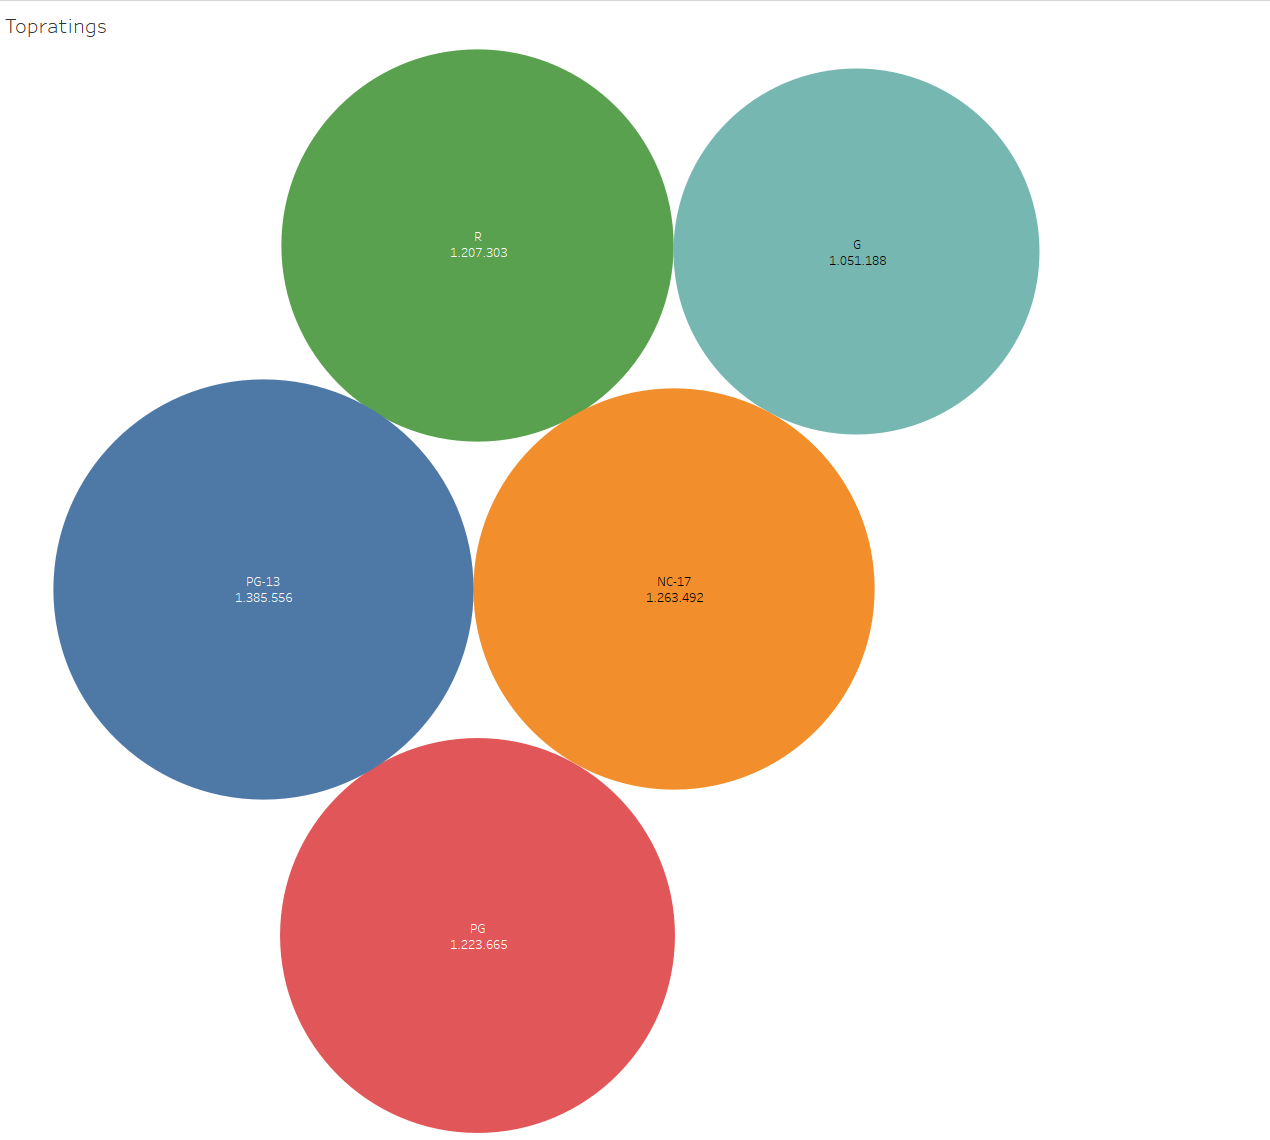 Topratings
R
1.207.303
G
1.051.188
PG-13
1.385.556
NC-17
1.263.492
PG
1.223.665